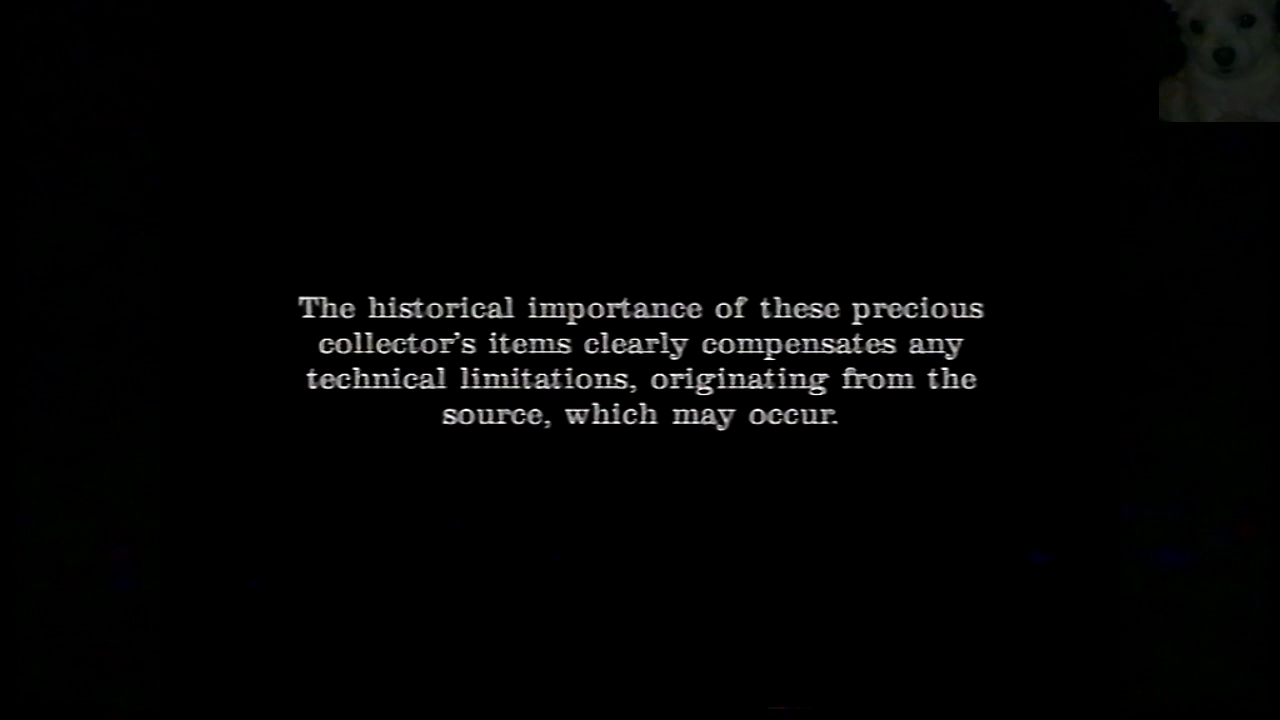 The historical importance of these precious
collector's items clearly compensates any
technical limitations, originating from the
source, which may occur.